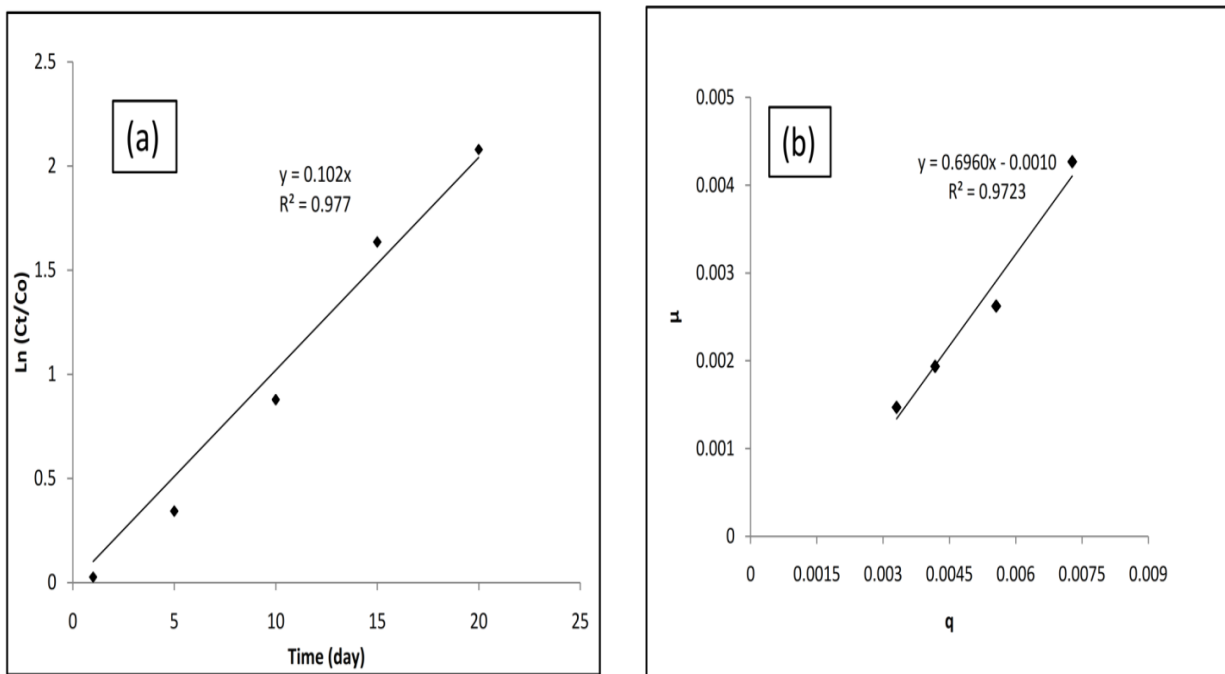 (a)
y = 0.102x
R² = 0.977
Ln (Ct/Co)
2.5
2
1.5
1
0.5
0
0 5 10 15 20 25
Time (day)
(b)
y = 0.6960x - 0.0010
R² = 0.9723
μ
0.005
0.004
0.003
0.002
0.001
0
0 0.0015 0.003 0.0045 0.006 0.0075 0.009
q